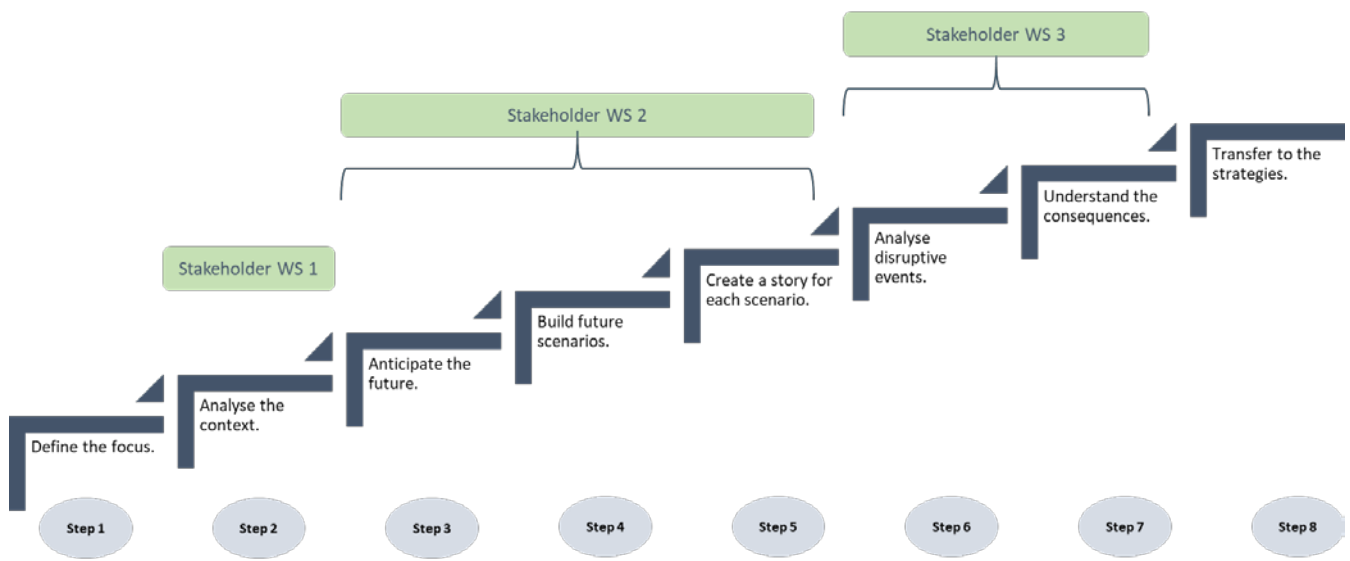 Stakeholder WS 3
Stakeholder WS 2
Stakeholder WS 1
Define the focus.
Analyse the
context.
Anticipate the
future.
Build future
scenarios.
Create a story for
each scenario.
Analyse
disruptive
events.
Understand the
consequences.
Transfer to the
strategies.
Step 1
Step 2
Step 3
Step 4
Step 5
Step 6
Step 7
Step 8